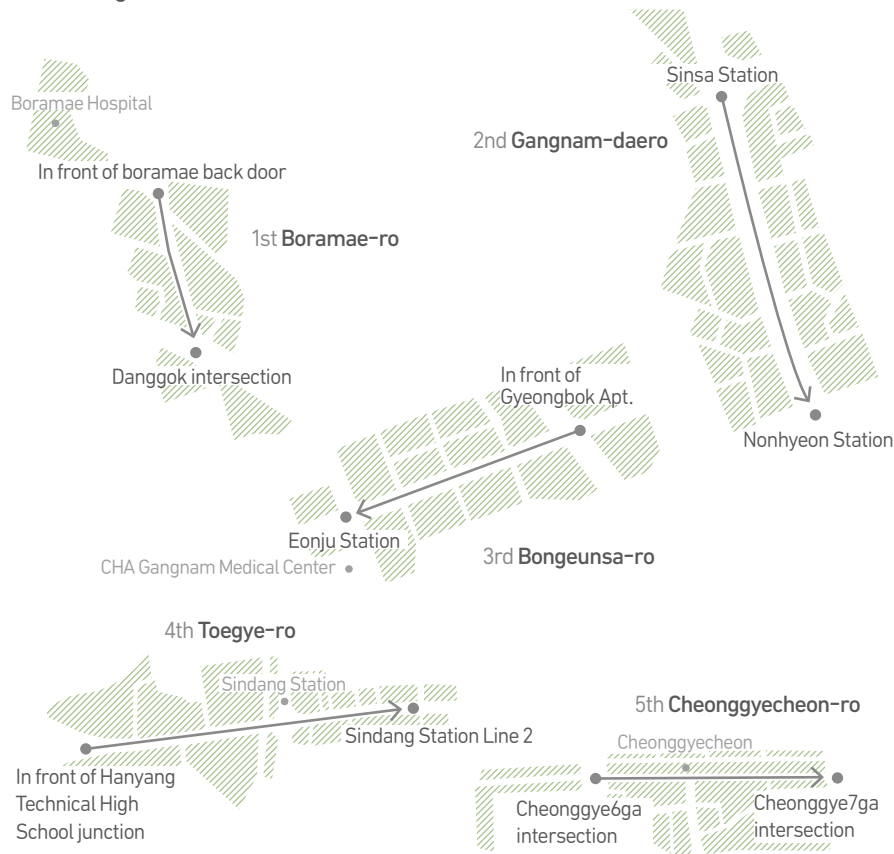 Boramae Hospital
In front of boramae back door
1st Boramae-ro
Danggok intersection
Sinsa Station
2nd Gangnam-daero
Nonhyeon Station
In front of
Gyeongbok Apt.
Eonju Station
CHA Gangnam Medical Center
3rd Bongeunsa-ro
4th Toegye-ro
Sindang Station
Sindang Station Line 2
In front of Hanyang
Technical High
School junction
5th Cheonggyecheon-ro
Cheonggyecheon
Cheonggye6ga
intersection
Cheonggye7ga
intersection